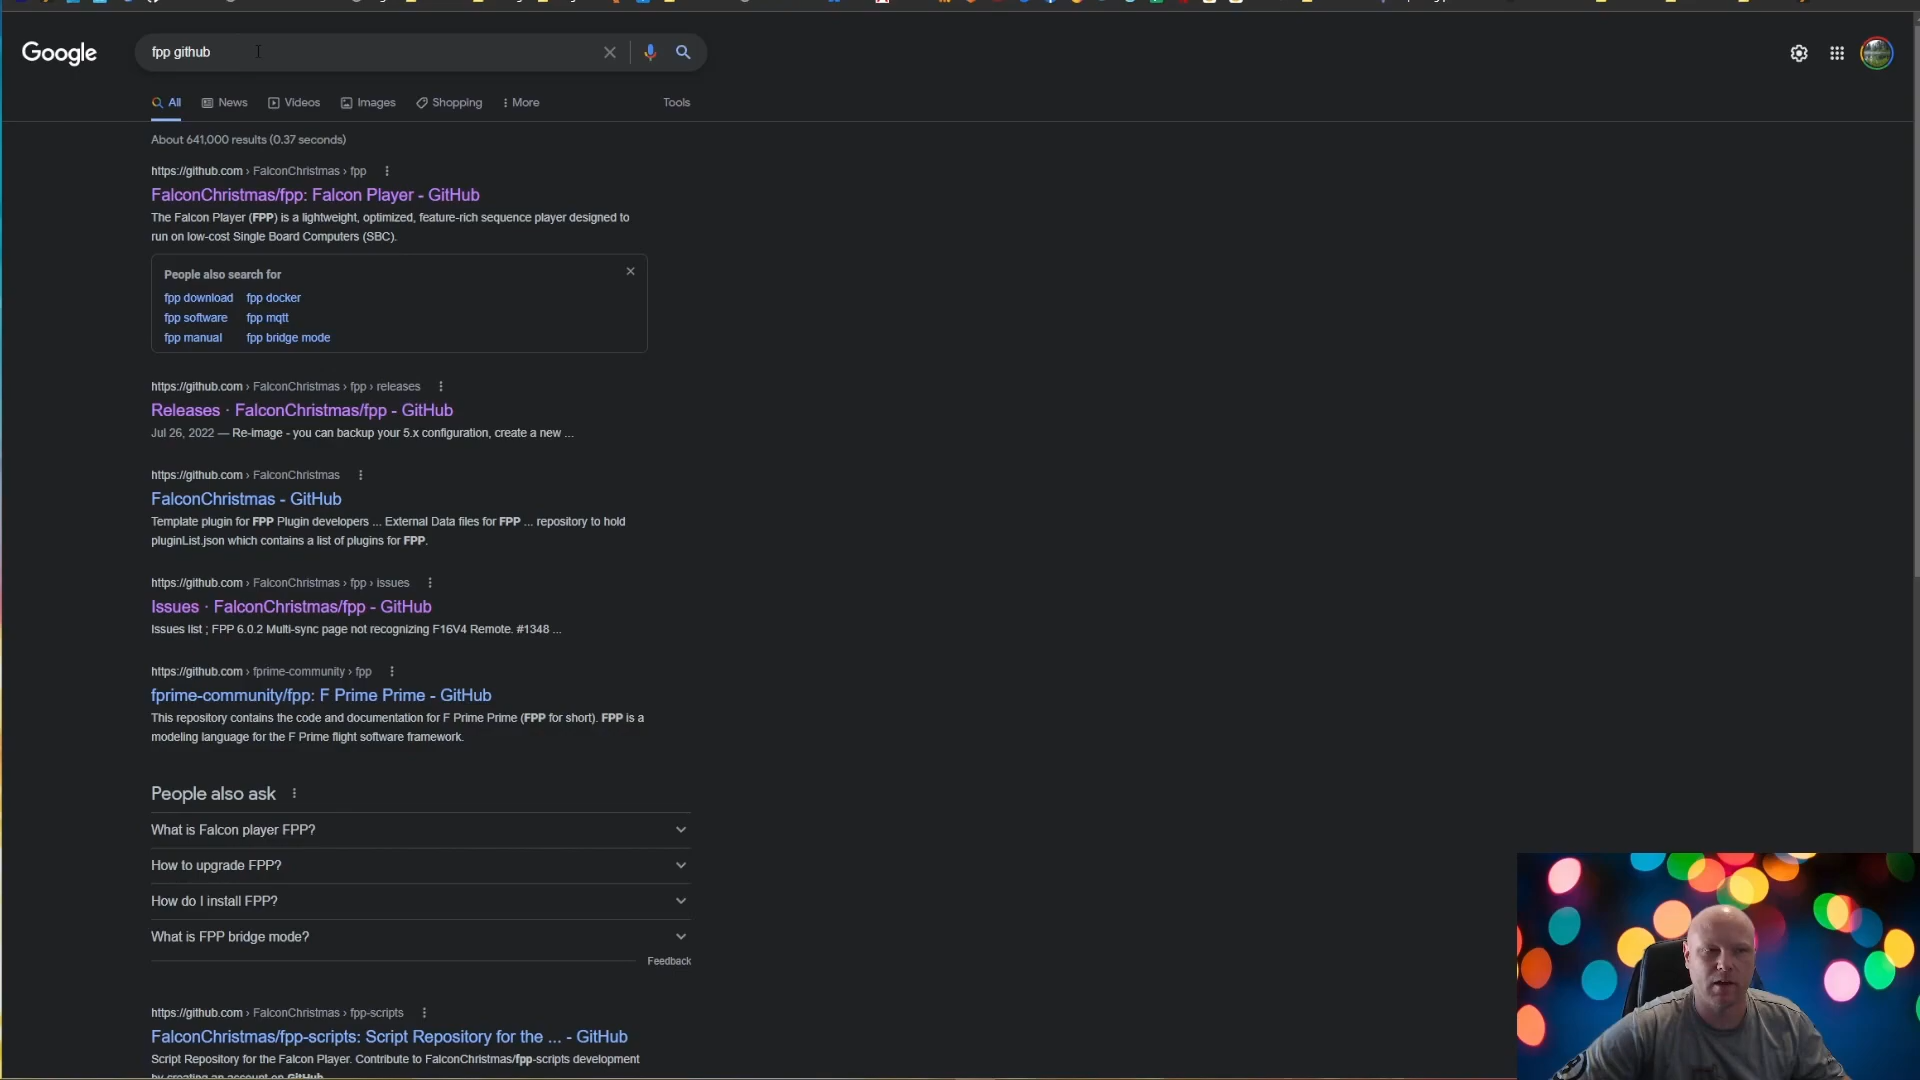 Google
fpp github
All News Videos Images Shopping More Tools
About 641,000 results (0.37 seconds)
https://github.com › FalconChristmas › fpp
FalconChristmas/fpp: Falcon Player - GitHub
The Falcon Player (FPP) is a lightweight, optimized, feature-rich sequence player designed to
run on low-cost Single Board Computers (SBC).
People also search for
fpp download fpp docker
fpp software fpp mqtt
fpp manual fpp bridge mode
https://github.com › FalconChristmas › fpp › releases
Releases · FalconChristmas/fpp - GitHub
Jul 26, 2022 — Re-image - you can backup your 5.x configuration, create a new ...
https://github.com › FalconChristmas
FalconChristmas - GitHub
Template plugin for FPP Plugin developers ... External Data files for FPP ... repository to hold
pluginList.json which contains a list of plugins for FPP.
https://github.com › FalconChristmas › fpp › issues
Issues · FalconChristmas/fpp - GitHub
Issues list ; FPP 6.0.2 Multi-sync page not recognizing F16V4 Remote. #1348 ...
https://github.com › fprime-community › fpp
fprime-community/fpp: F Prime Prime - GitHub
This repository contains the code and documentation for F Prime Prime (FPP for short). FPP is a
modeling language for the F Prime flight software framework.
People also ask
What is Falcon player FPP?
How to upgrade FPP?
How do I install FPP?
What is FPP bridge mode?
Feedback
https://github.com › FalconChristmas › fpp-scripts
FalconChristmas/fpp-scripts: Script Repository for the ... - GitHub
Script Repository for the Falcon Player. Contribute to FalconChristmas/fpp-scripts development
by creating an account on GitHub.